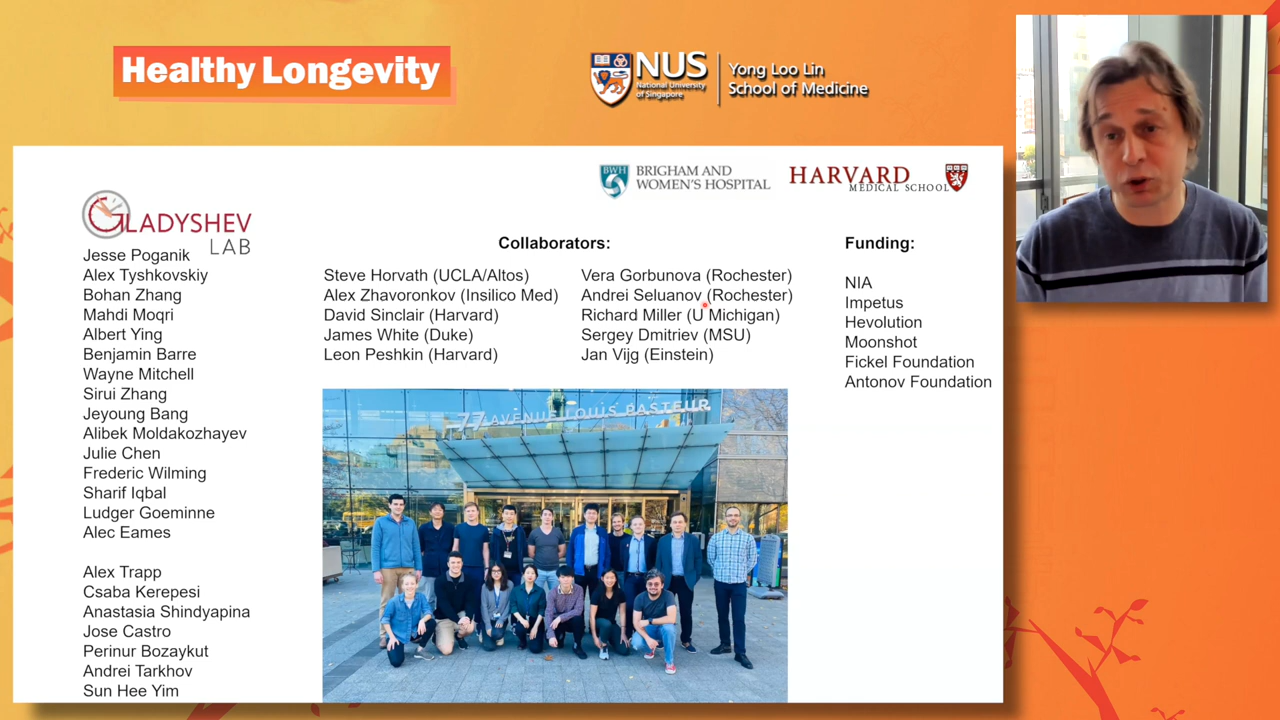 Healthy Longevity
NUS
National University
of Singapore
Yong Loo Lin
School of Medicine
BWH
BRIGHAM AND
WOMEN'S HOSPITAL
HARVARD
MEDICAL SCHOOL
GLADYSHEV
LAB
Jesse Poganik
Alex Tyshkovskiy
Bohan Zhang
Mahdi Moqri
Albert Ying
Benjamin Barre
Wayne Mitchell
Sirui Zhang
Jeyoung Bang
Alibek Moldakozhayev
Julie Chen
Frederic Wilming
Sharif Iqbal
Ludger Goeminne
Alec Eames
Alex Trapp
Csaba Kerepesi
Anastasia Shindyapina
Jose Castro
Perinur Bozaykut
Andrei Tarkhov
Sun Hee Yim
Collaborators:
Steve Horvath (UCLA/Altos)
Alex Zhavoronkov (Insilico Med)
David Sinclair (Harvard)
James White (Duke)
Leon Peshkin (Harvard)
Vera Gorbunova (Rochester)
Andrei Seluanov (Rochester)
Richard Miller (U Michigan)
Sergey Dmitriev (MSU)
Jan Vijg (Einstein)
Funding:
NIA
Impetus
Hevolution
Moonshot
Fickel Foundation
Antonov Foundation
77 AVENUE LOUIS PASTEUR